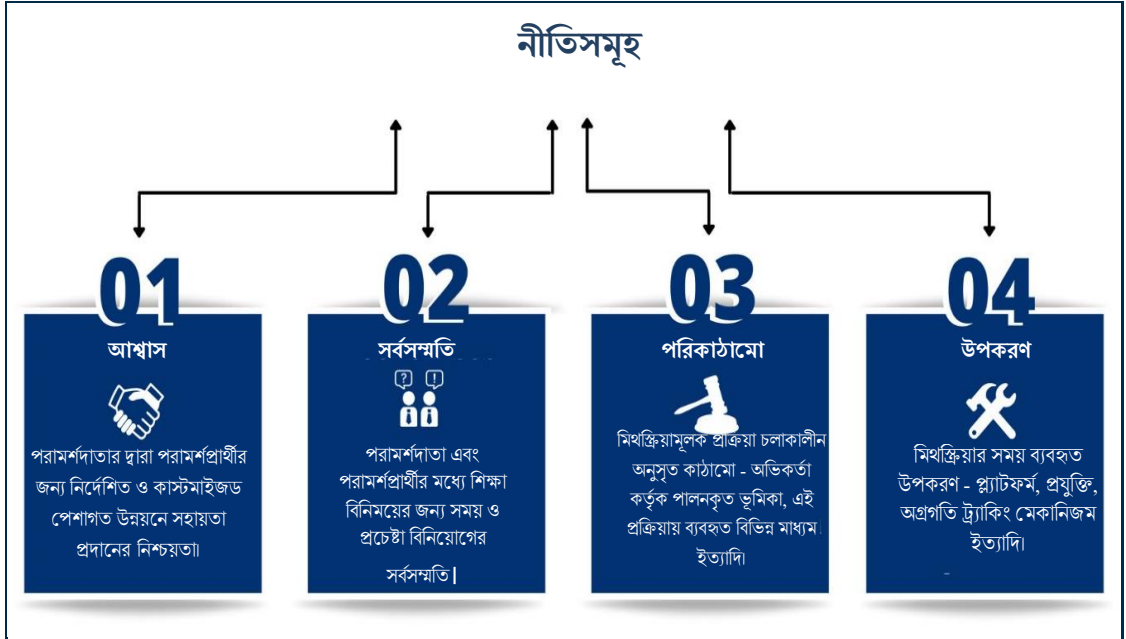 নীতিসমূহ
01
আশ্বাস
পরামর্শদাতার দ্বারা পরামর্শপ্রার্থীর
জন্য নির্দেশিত ও কাস্টমাইজড
পেশাগত উন্নয়নে সহায়তা
প্রদানের নিশ্চয়তা।
02
সর্বসম্মতি
? !
পরামর্শদাতা এবং
পরামর্শপ্রার্থীর মধ্যে শিক্ষা
বিনিময়ের জন্য সময় ও
প্রচেষ্টা বিনিয়োগের
সর্বসম্মতি|
03
পরিকাঠামো
মিথস্ক্রিয়ামূলক প্রক্রিয়া চলাকালীন
অনুসৃত কাঠামো - অভিকর্তা
কর্তৃক পালনকৃত ভূমিকা, এই
প্রক্রিয়ায় ব্যবহৃত বিভিন্ন মাধ্যম।
ইত্যাদি।
04
উপকরণ
মিথস্ক্রিয়ার সময় ব্যবহৃত
উপকরণ - প্ল্যাটফর্ম, প্রযুক্তি,
অগ্রগতি ট্র্যাকিং মেকানিজম
ইত্যাদি।